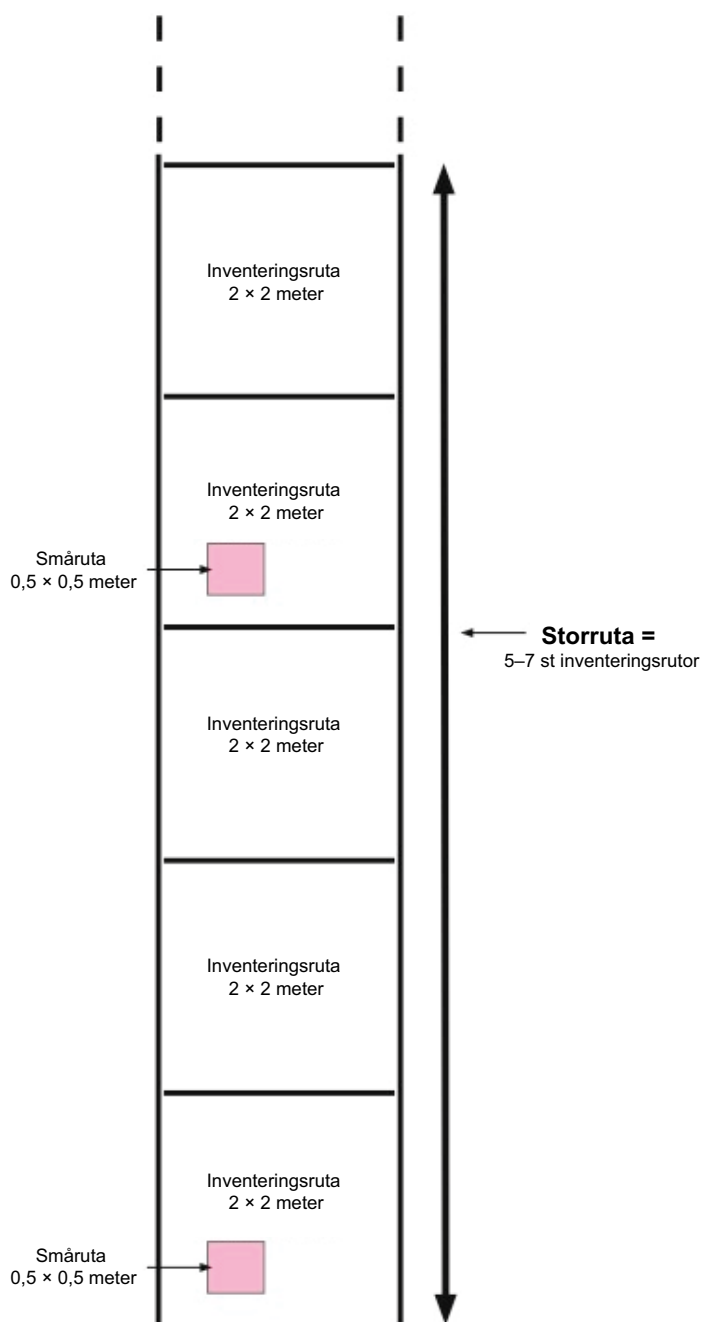 Inventeringsruta
2 × 2 meter
Inventeringsruta
2 × 2 meter
Småruta
0,5 × 0,5 meter
Storruta =
5–7 st inventeringsrutor
Inventeringsruta
2 × 2 meter
Inventeringsruta
2 × 2 meter
Inventeringsruta
2 × 2 meter
Småruta
0,5 × 0,5 meter